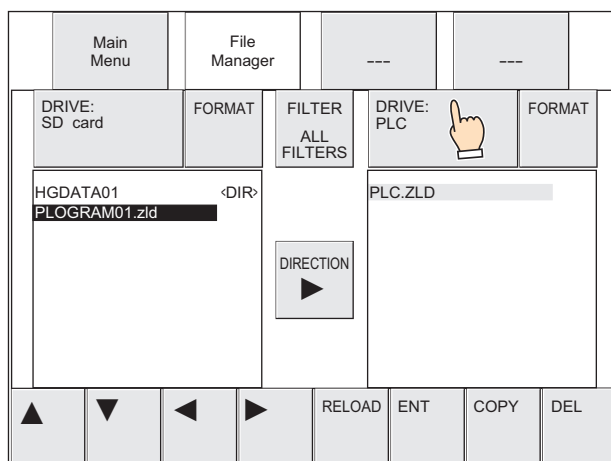 Main
Menu
File
Manager
---
---
DRIVE:
SD card
FORMAT
FILTER
ALL
FILTERS
DRIVE:
PLC
FORMAT
HGDATA01 <DIR>
PLOGRAM01.zld
PLC.ZLD
DIRECTION
RELOAD
ENT
COPY
DEL